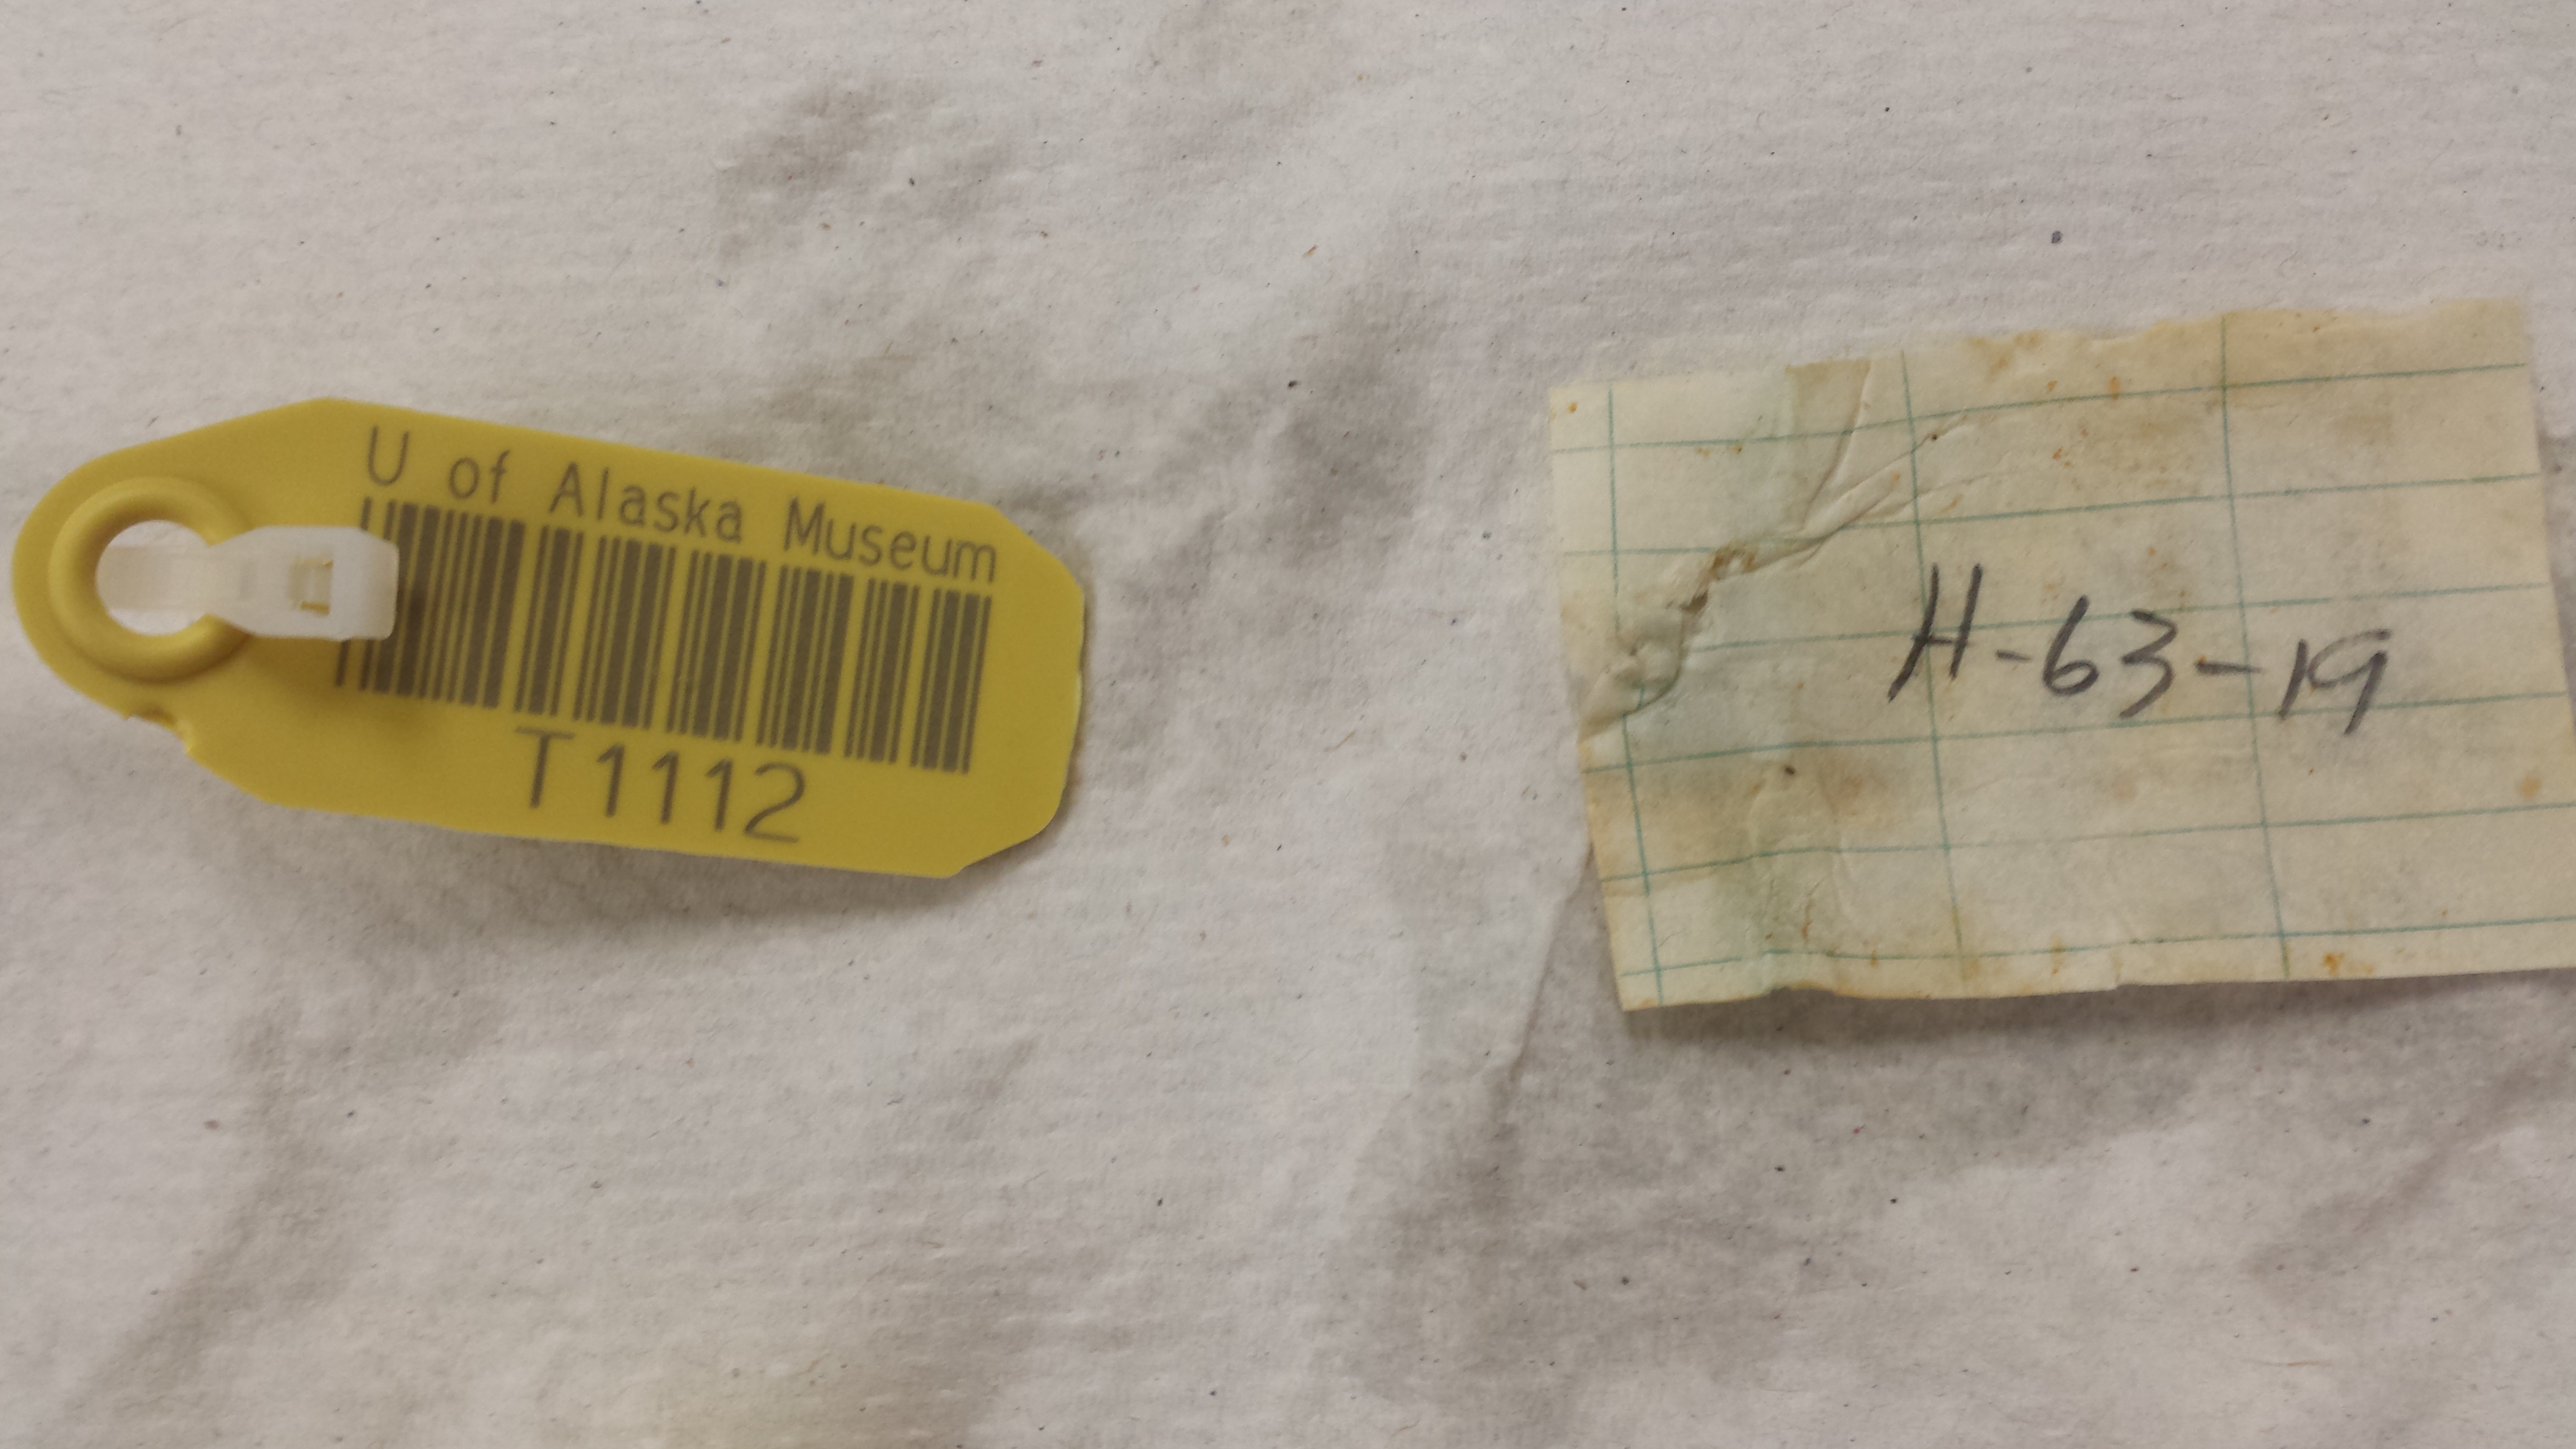 U of Alaska Museum
T1112
H-63-19